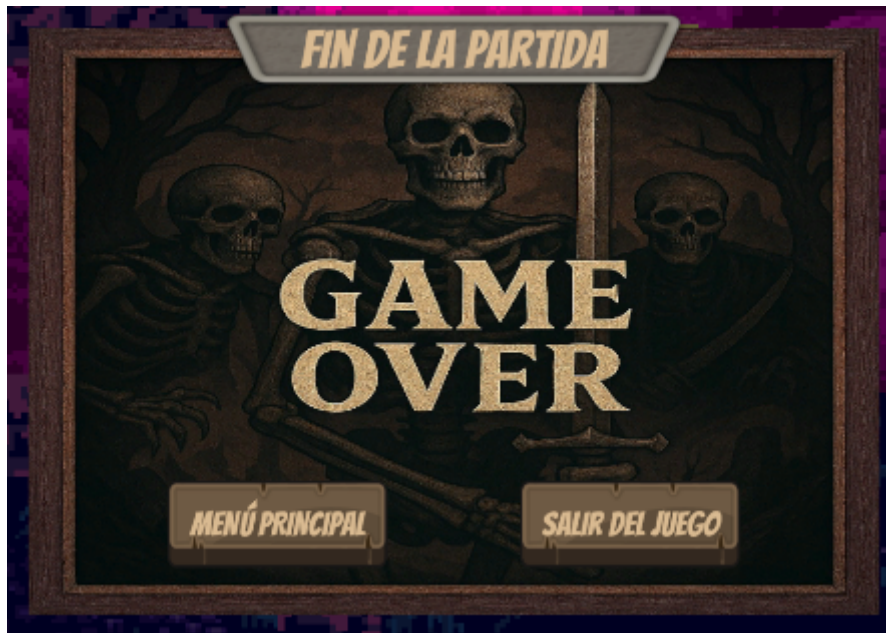 FIN DE LA PARTIDA
GAME
OVER
MENÚ PRINCIPAL
SALIR DEL JUEGO